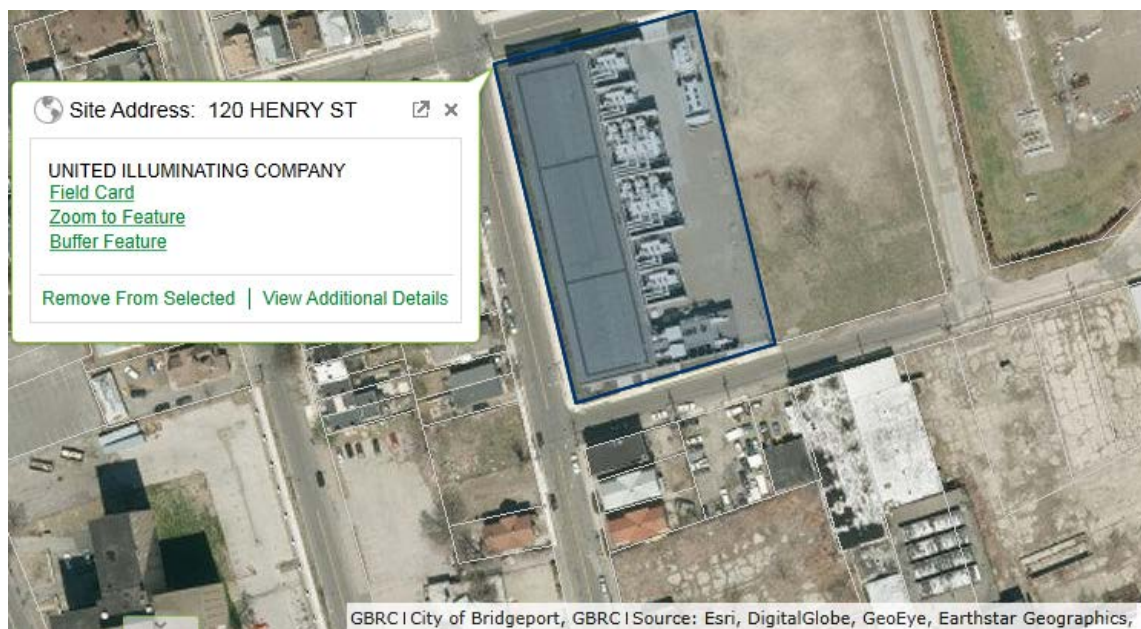 Site Address: 120 HENRY ST
UNITED ILLUMINATING COMPANY
Field Card
Zoom to Feature
Buffer Feature
Remove From Selected | View Additional Details
GBRC | City of Bridgeport, GBRC | Source: Esri, DigitalGlobe, GeoEye, Earthstar Geographics,